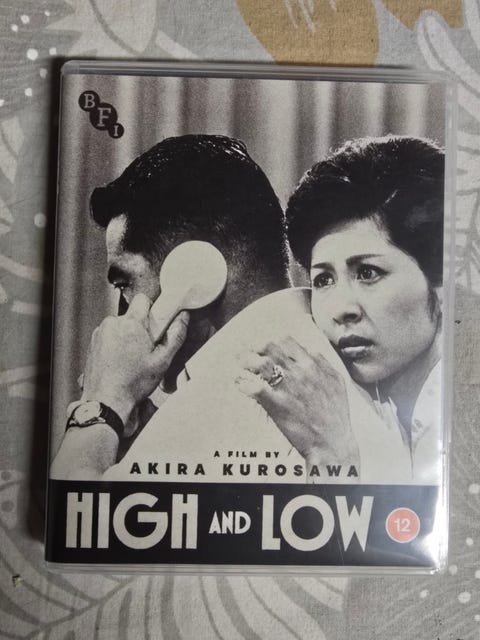 BFI
A FILM BY
AKIRA KUROSAWA
HIGH AND LOW
12